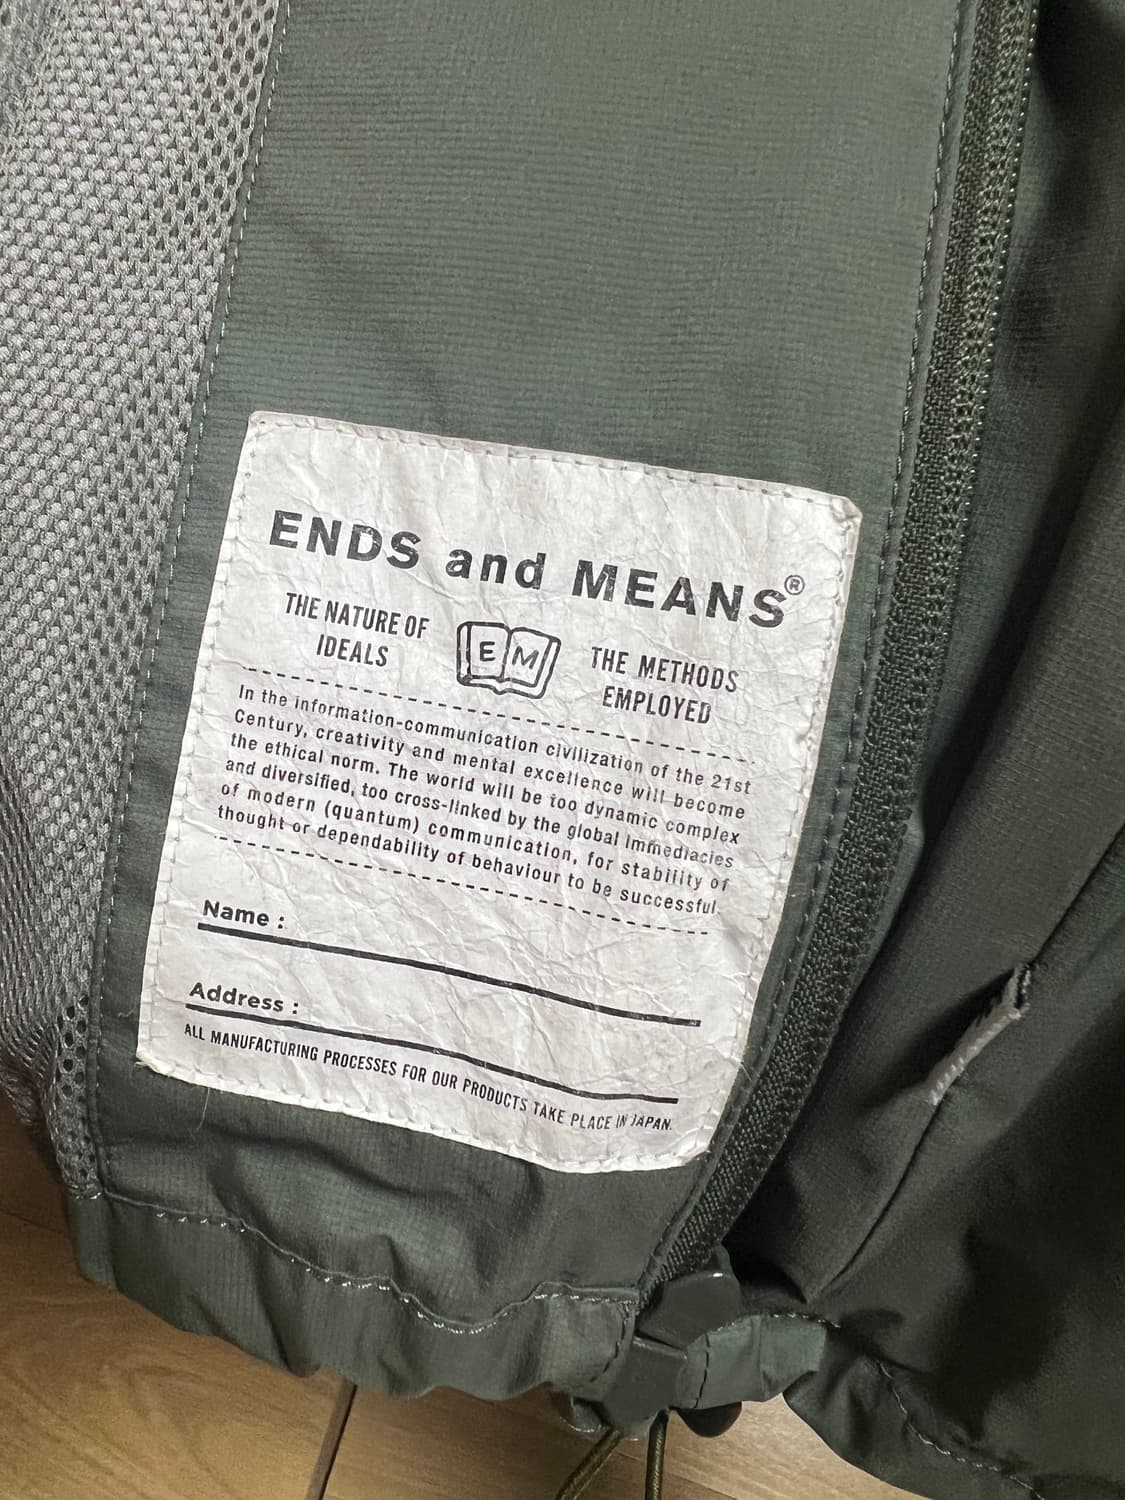 ENDS and MEANS®
THE NATURE OF
IDEALS
E M
THE METHODS
EMPLOYED
In the information-communication civilization of the 21st
Century, creativity and mental excellence will become
the ethical norm. The world will be too dynamic complex
and diversified, too cross-linked by the global immediacies
of modern (quantum) communication, for stability of
thought or dependability of behaviour to be successful.
Name :
Address :
ALL MANUFACTURING PROCESSES FOR OUR PRODUCTS TAKE PLACE IN JAPAN.